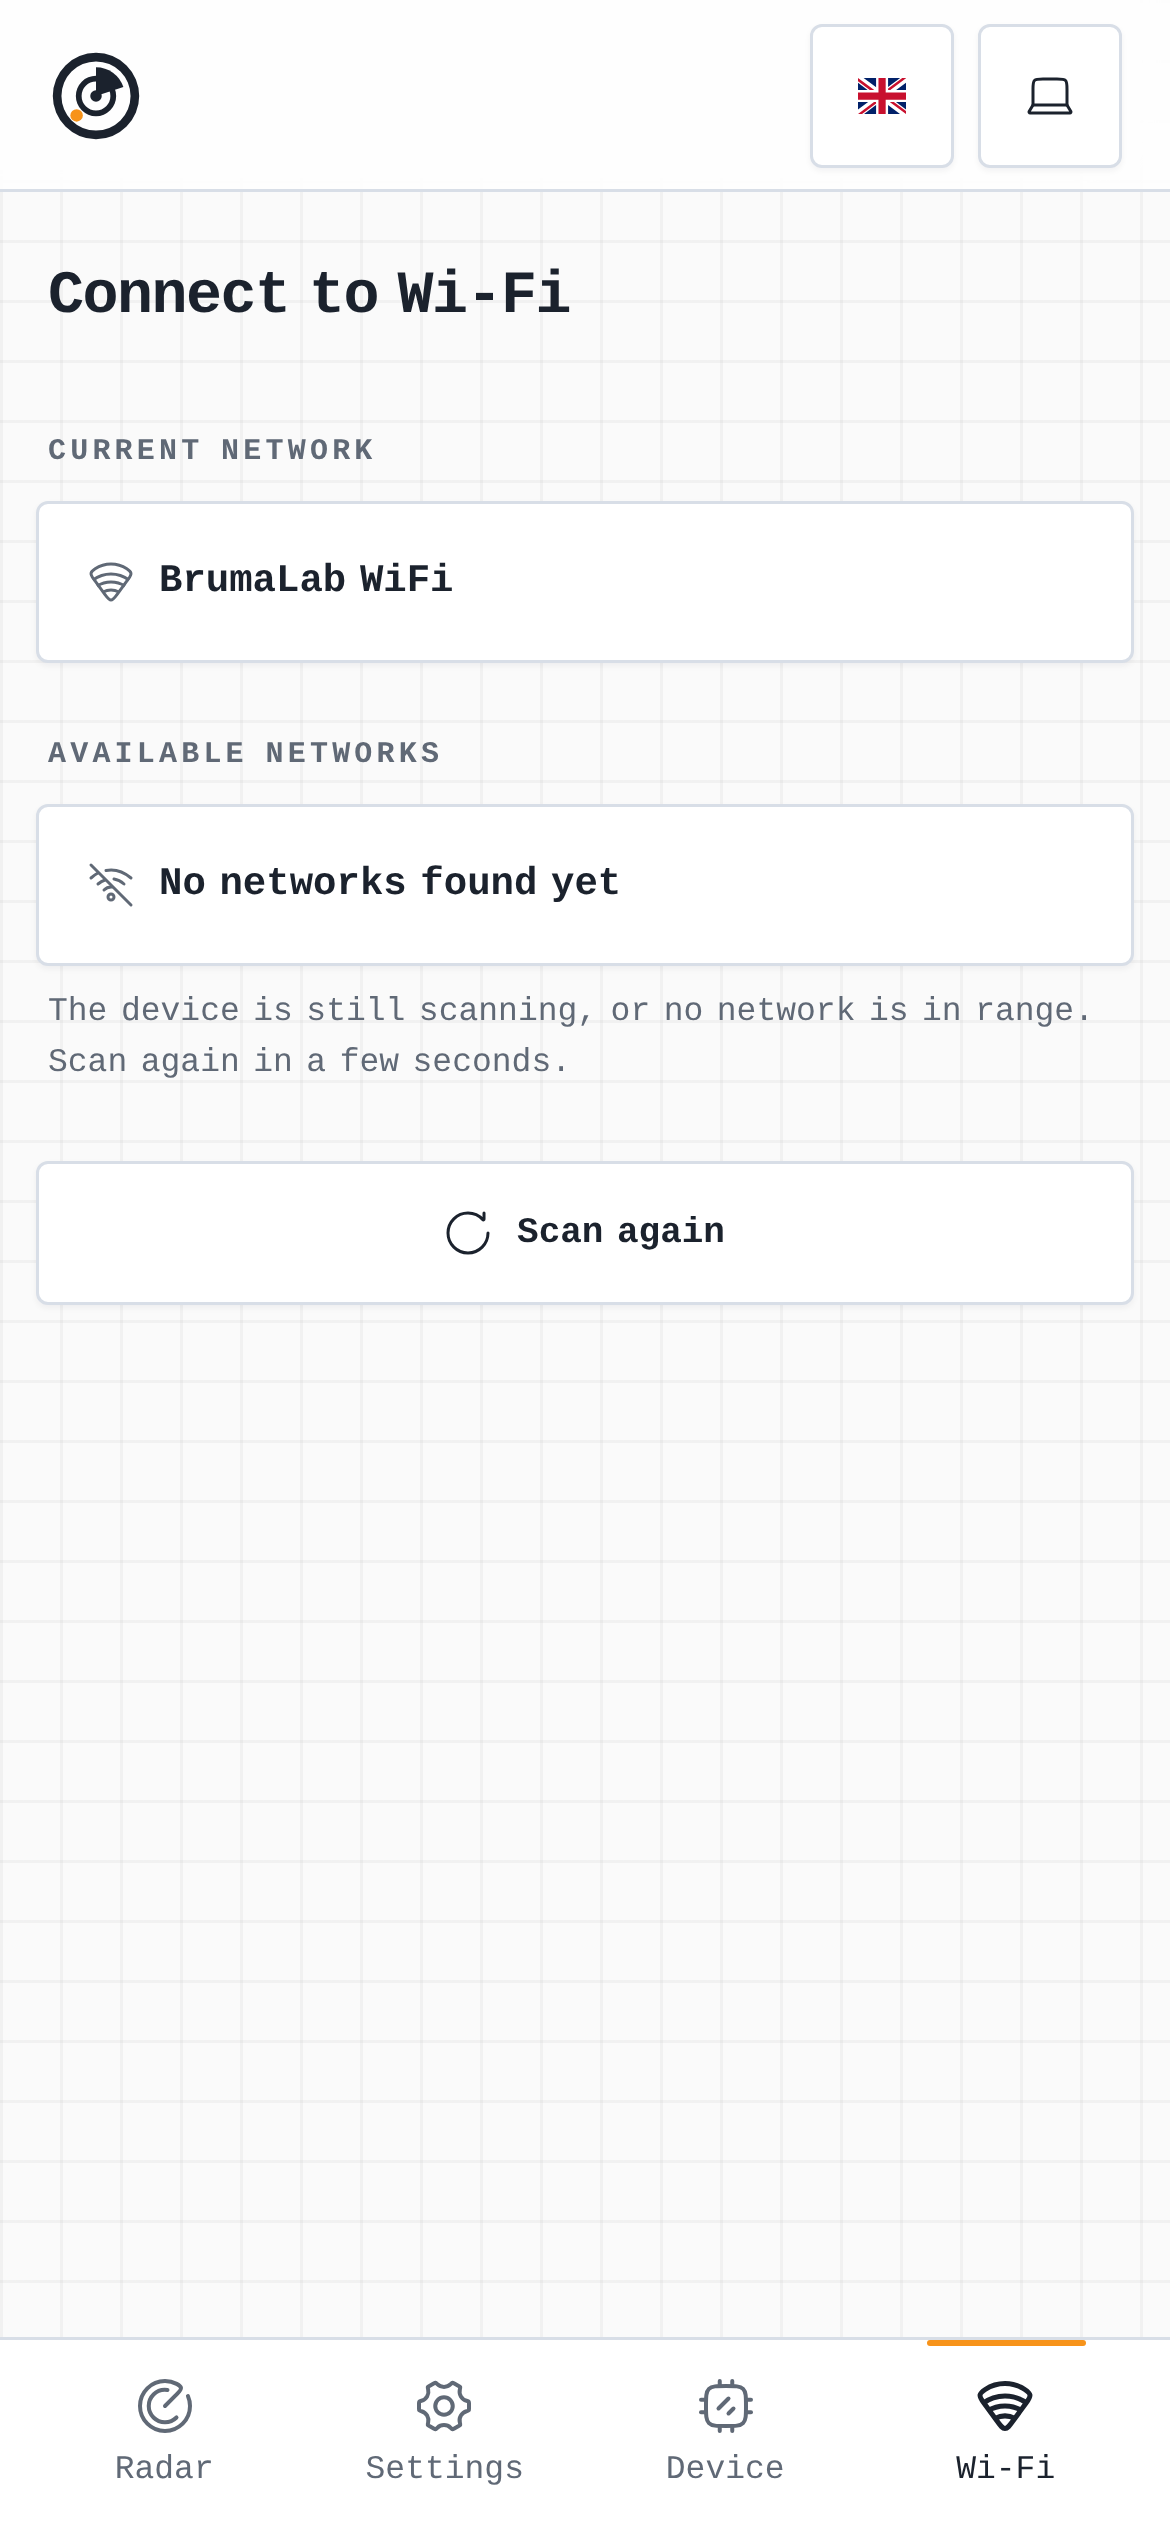 Connect to Wi-Fi
CURRENT NETWORK
BrumaLab WiFi
AVAILABLE NETWORKS
No networks found yet
The device is still scanning, or no network is in range.
Scan again in a few seconds.
Scan again
Radar
Settings
Device
Wi-Fi